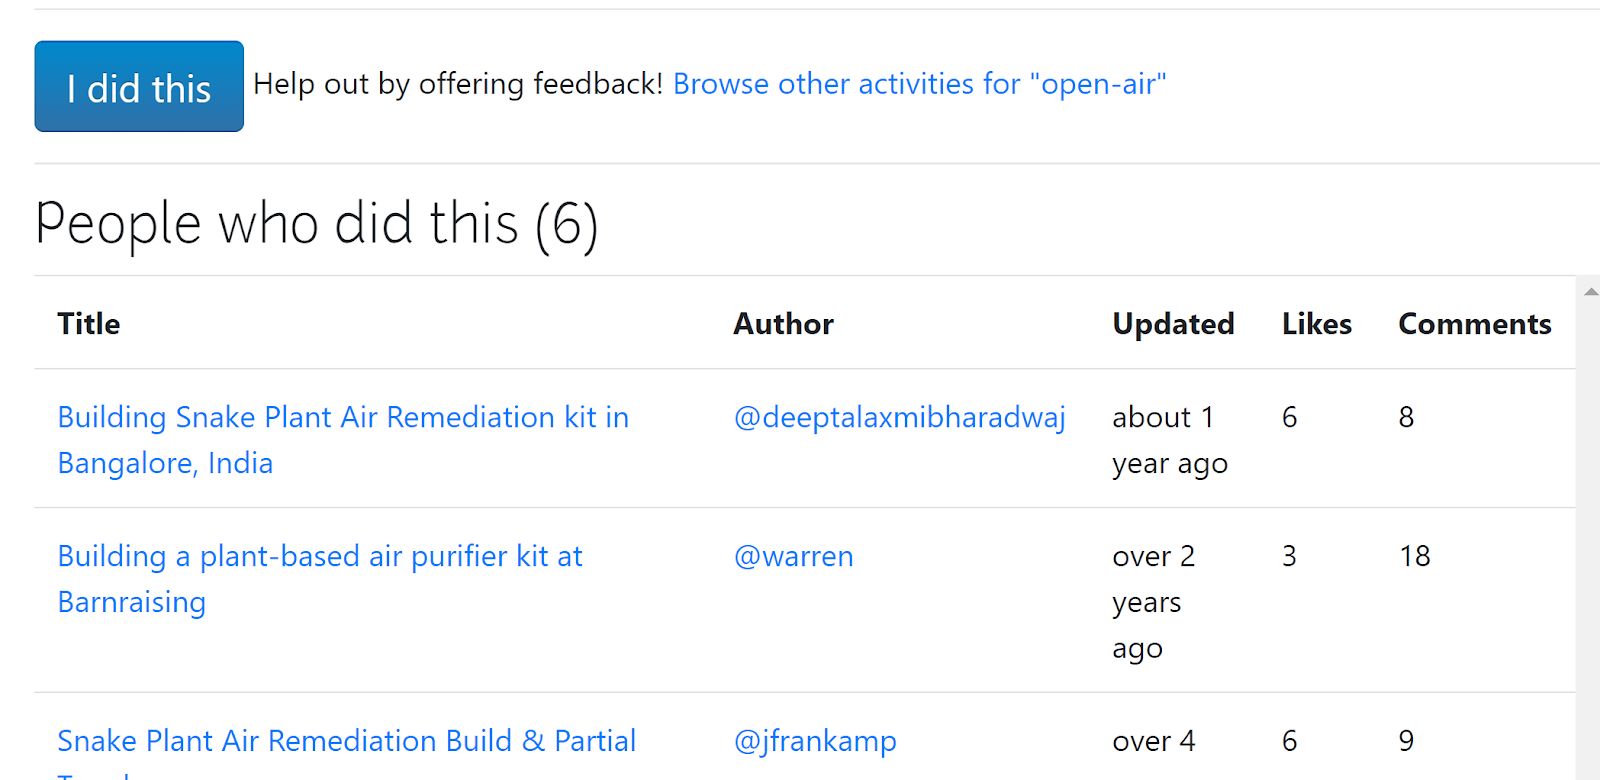 I did this Help out by offering feedback! Browse other activities for "open-air"
People who did this (6)
Title Author Updated Likes Comments
Building Snake Plant Air Remediation kit in @deeptalaxmibharadwaj about 1 6 8
Bangalore, India year ago
Building a plant-based air purifier kit at @warren over 2 3 18
Barnraising years
ago
Snake Plant Air Remediation Build & Partial @jfrankamp over 4 6 9